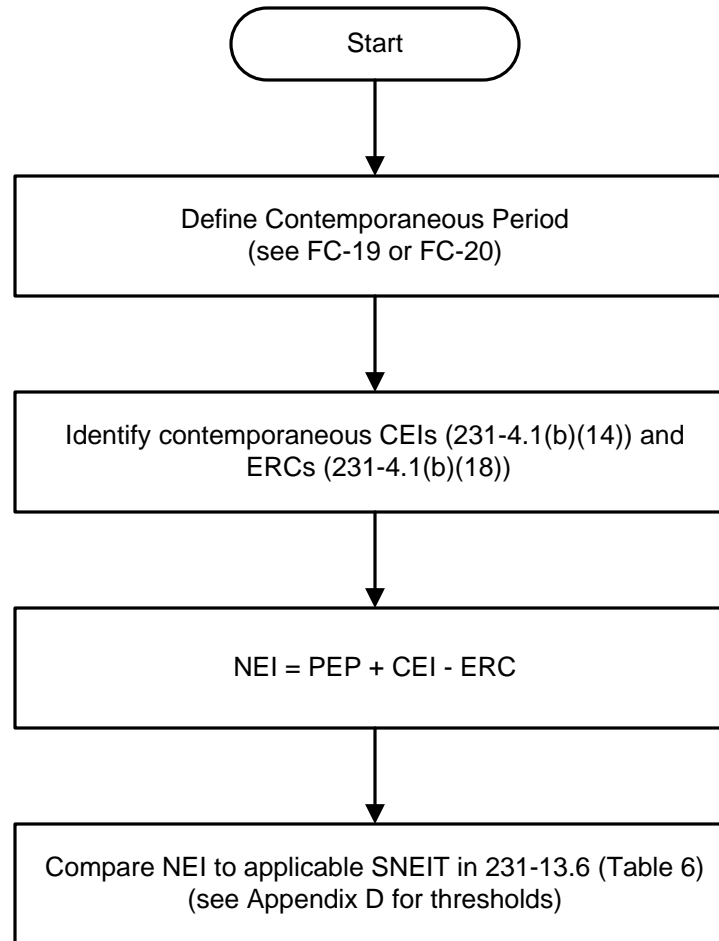 Start
Define Contemporaneous Period
(see FC-19 or FC-20)
Identify contemporaneous CEIs (231-4.1(b)(14)) and
ERCs (231-4.1(b)(18))
NEI = PEP + CEI - ERC
Compare NEI to applicable SNEIT in 231-13.6 (Table 6)
(see Appendix D for thresholds)